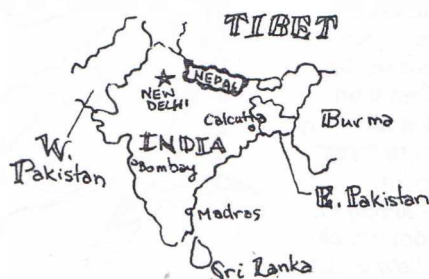 TIBET
NEPAL
NEW
DELHI
Calcutta
Burma
INDIA
W.
Pakistan
Bombay
E. Pakistan
Madras
Sri Lanka